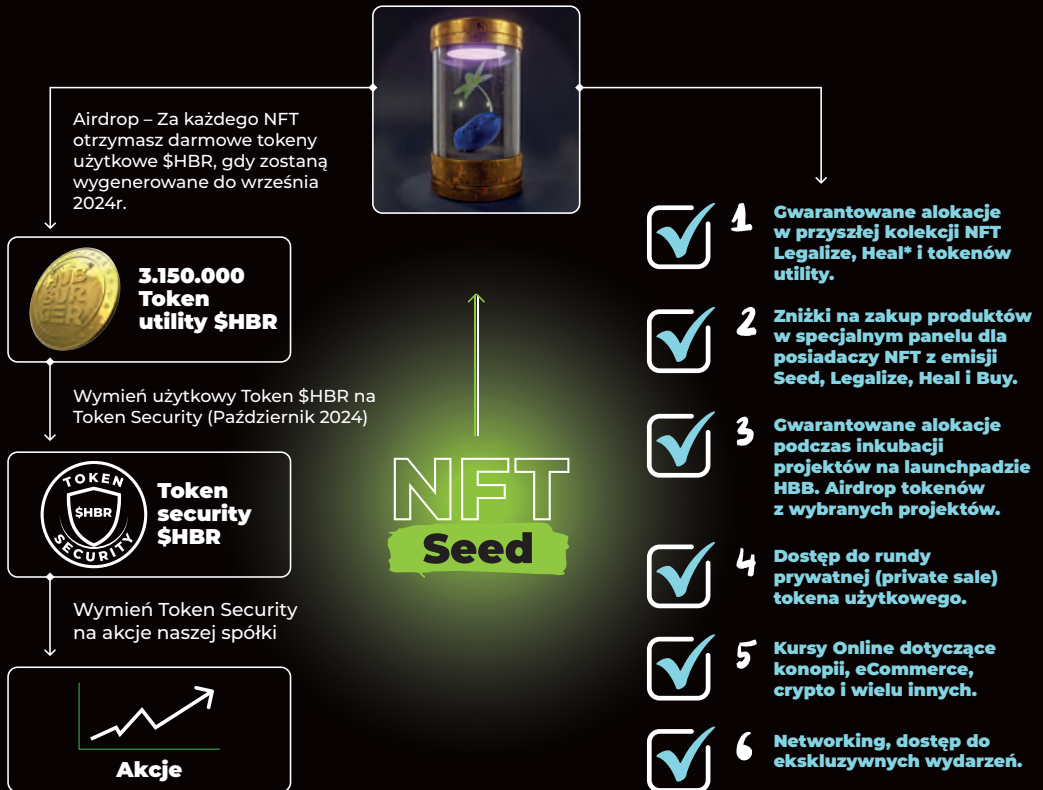 Airdrop – Za każdego NFT
otrzymasz darmowe tokeny
użytkowe $HBR, gdy zostaną
wygenerowane do września
2024r.
HUB
BUR
GER
3.150.000
Token
utility $HBR
Wymień użytkowy Token $HBR na
Token Security (Październik 2024)
TOKEN
$HBR
SECURITY
Token
security
$HBR
Wymień Token Security
na akcje naszej spółki
Akcje
NFT
Seed
1 Gwarantowane alokacje
w przyszłej kolekcji NFT
Legalize, Heal* i tokenów
utility.
2 Zniżki na zakup produktów
w specjalnym panelu dla
posiadaczy NFT z emisji
Seed, Legalize, Heal i Buy.
3 Gwarantowane alokacje
podczas inkubacji
projektów na launchpadzie
HBB. Airdrop tokenów
z wybranych projektów.
4 Dostęp do rundy
prywatnej (private sale)
tokena użytkowego.
5 Kursy Online dotyczące
konopii, eCommerce,
crypto i wielu innych.
6 Networking, dostęp do
ekskluzywnych wydarzeń.